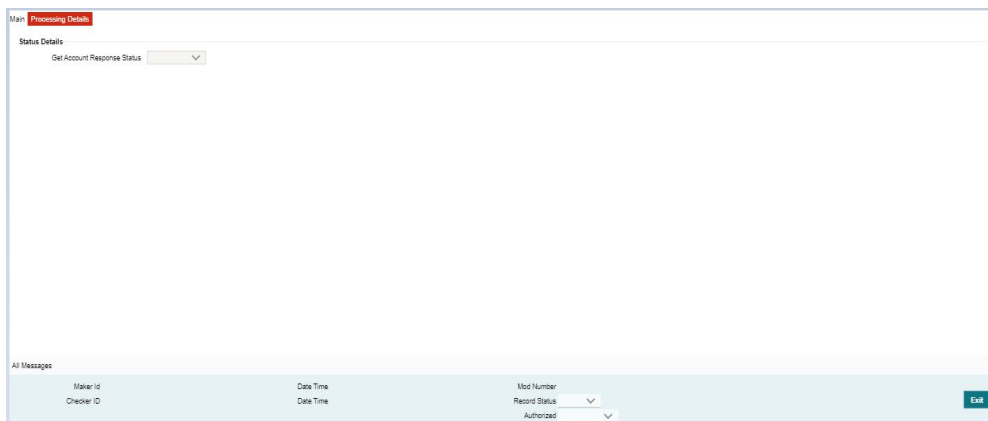 Main Processing Details
Status Details
Get Account Response Status
All Messages
Maker Id Date Time Mod Number
Checker ID Date Time Record Status
Authorized
Exit